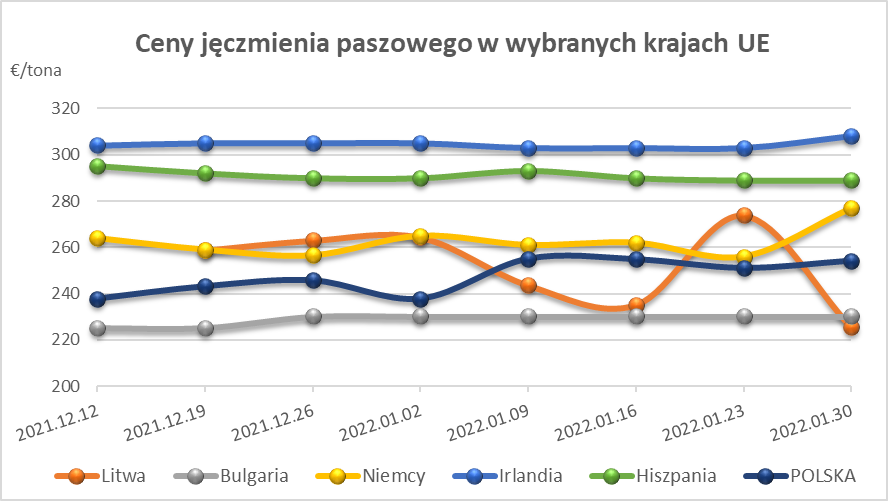 Ceny jęczmienia paszowego w wybranych krajach UE
€/tona
320
300
280
260
240
220
200
2021.12.12 2021.12.19 2021.12.26 2022.01.02 2022.01.09 2022.01.16 2022.01.23 2022.01.30
Litwa Bulgaria Niemcy Irlandia Hiszpania POLSKA